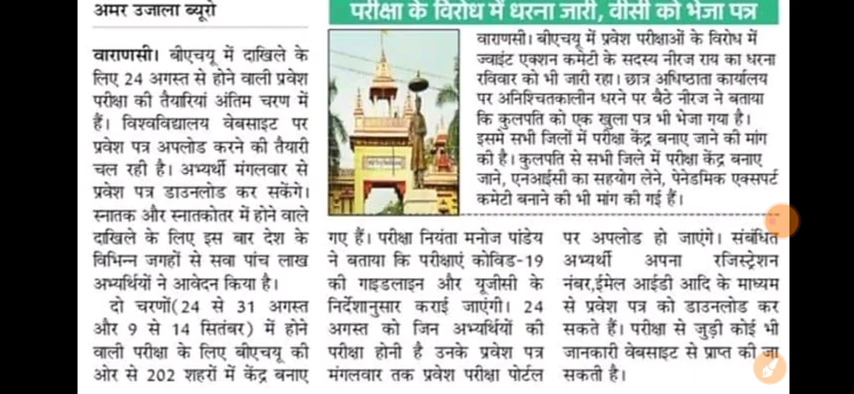 अमर उजाला ब्यूरो
वाराणसी। बीएचयू में दाखिले के
लिए 24 अगस्त से होने वाली प्रवेश
परीक्षा की तैयारियां अंतिम चरण में
हैं। विश्वविद्यालय वेबसाइट पर
प्रवेश पत्र अपलोड करने की तैयारी
चल रही है। अभ्यर्थी मंगलवार से
प्रवेश पत्र डाउनलोड कर सकेंगे।
स्नातक और स्नातकोतर में होने वाले
दाखिले के लिए इस बार देश के
विभिन्न जगहों से सवा पांच लाख
अभ्यर्थियों ने आवेदन किया है।
दो चरणों(24 से 31 अगस्त
और 9 से 14 सितंबर) में होने
वाली परीक्षा के लिए बीएचयू की
ओर से 202 शहरों में केंद्र बनाए
गए हैं। परीक्षा नियंता मनोज पांडेय
ने बताया कि परीक्षाएं कोविड-19
की गाइडलाइन और यूजीसी के
निर्देशानुसार कराई जाएंगी। 24
अगस्त को जिन अभ्यर्थियों की
परीक्षा होनी है उनके प्रवेश पत्र
मंगलवार तक प्रवेश परीक्षा पोर्टल
पर अपलोड हो जाएंगे। संबंधित
अभ्यर्थी अपना रजिस्ट्रेशन
नंबर,ईमेल आईडी आदि के माध्यम
से प्रवेश पत्र को डाउनलोड कर
सकते हैं। परीक्षा से जुड़ी कोई भी
जानकारी वेबसाइट से प्राप्त की जा
सकती है।
परीक्षा के विरोध में धरना जारी, वीसी को भेजा पत्र
वाराणसी। बीएचयू में प्रवेश परीक्षाओं के विरोध में
ज्वाइंट एक्शन कमेटी के सदस्य नीरज राय का धरना
रविवार को भी जारी रहा। छात्र अधिष्ठाता कार्यालय
पर अनिश्चितकालीन धरने पर बैठे नीरज ने बताया
कि कुलपति को एक खुला पत्र भी भेजा गया है।
इसमे सभी जिलों में परीक्षा केंद्र बनाए जाने की मांग
की है। कुलपति से सभी जिले में परीक्षा केंद्र बनाए
जाने, एनआईसी का सहयोग लेने, पेनेडमिक एक्सपर्ट
कमेटी बनाने की भी मांग की गई हैं।